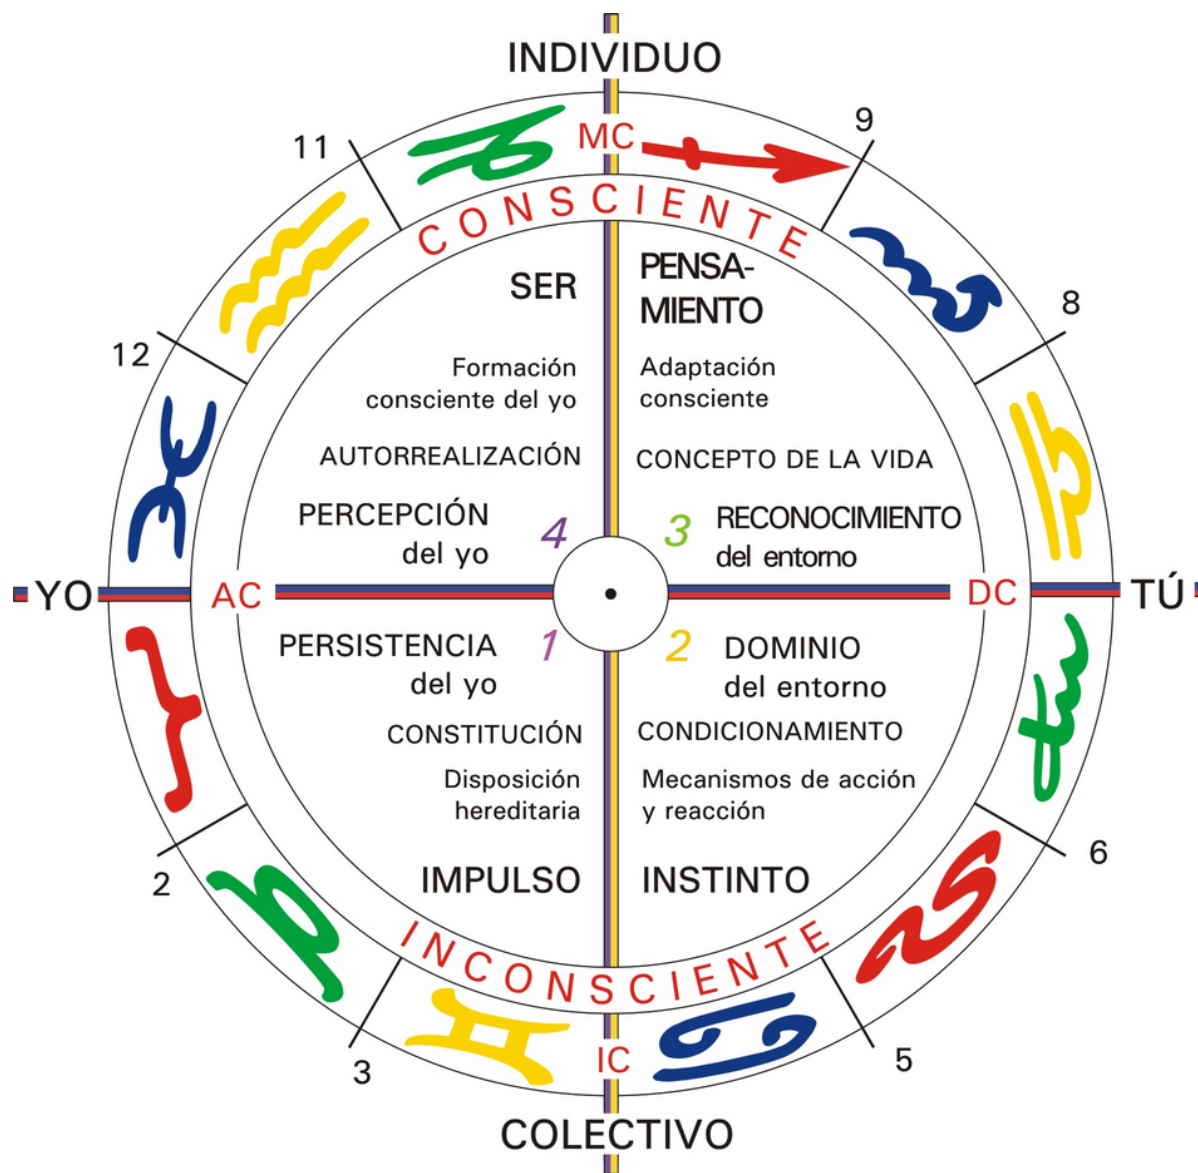 INDIVIDUO
MC
9
11
CONSCIENTE
SER
PENSA-
MIENTO
8
12
Formación
consciente del yo
Adaptación
consciente
AUTORREALIZACIÓN
CONCEPTO DE LA VIDA
PERCEPCIÓN
del yo
4
3
RECONOCIMIENTO
del entorno
YO
AC
DC
TÚ
PERSISTENCIA
del yo
1
2
DOMINIO
del entorno
CONSTITUCIÓN
CONDICIONAMIENTO
Disposición
hereditaria
Mecanismos de acción
y reacción
6
2
IMPULSO
INSTINTO
INCONSCIENTE
IC
5
3
COLECTIVO